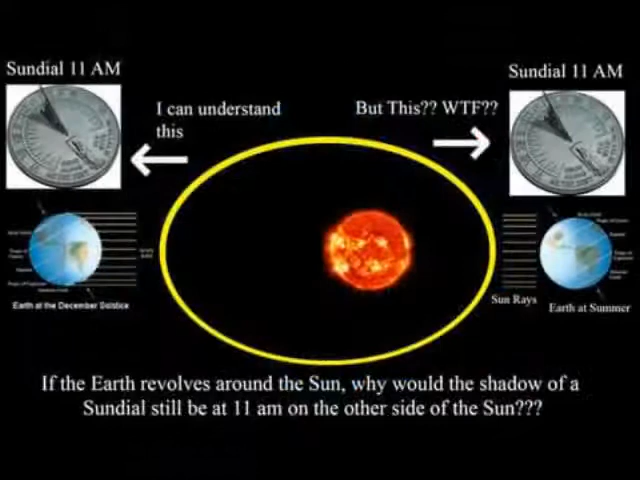 Sundial 11 AM
Sundial 11 AM
I can understand
this
But This?? WTF??
Earth at the December Solstice
Sun Rays
Earth at Summer
If the Earth revolves around the Sun, why would the shadow of a
Sundial still be at 11 am on the other side of the Sun???